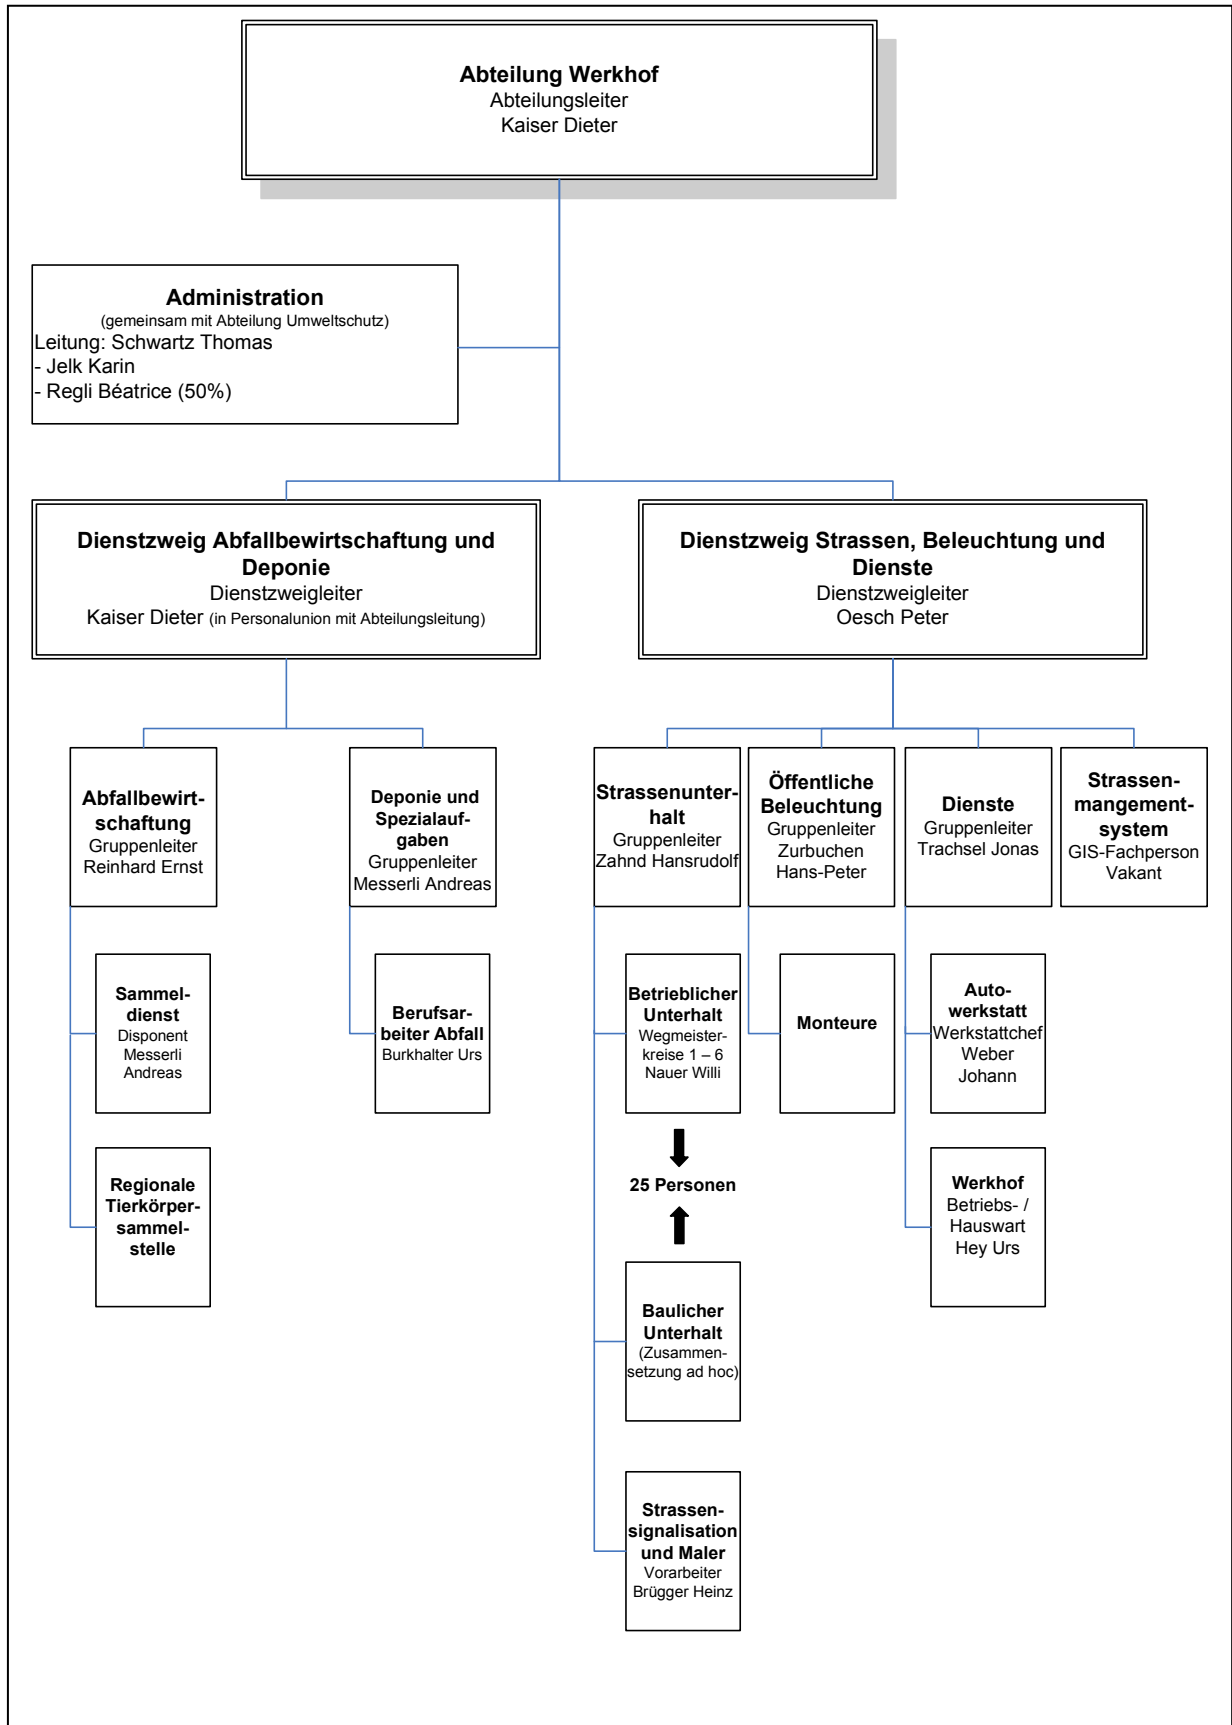 Abteilung Werkhof
Abteilungsleiter
Kaiser Dieter
Administration
(gemeinsam mit Abteilung Umweltschutz)
Leitung: Schwartz Thomas
- Jelk Karin
- Regli Béatrice (50%)
Dienstzweig Abfallbewirtschaftung und
Deponie
Dienstzweigleiter
Kaiser Dieter (in Personalunion mit Abteilungsleitung)
Dienstzweig Strassen, Beleuchtung und
Dienste
Dienstzweigleiter
Oesch Peter
Abfallbewirt-
schaftung
Gruppenleiter
Reinhard Ernst
Deponie und
Spezialauf-
gaben
Gruppenleiter
Messerli Andreas
Strassenunter-
halt
Gruppenleiter
Zahnd Hansrudolf
Öffentliche
Beleuchtung
Gruppenleiter
Zurbuchen
Hans-Peter
Dienste
Gruppenleiter
Trachsel Jonas
Strassen-
mangement-
system
GIS-Fachperson
Vakant
Sammel-
dienst
Disponent
Messerli
Andreas
Berufsar-
beiter Abfall
Burkhalter Urs
Betrieblicher
Unterhalt
Wegmeister-
kreise 1 – 6
Nauer Willi
Monteure
Auto-
werkstatt
Werkstattchef
Weber
Johann
Regionale
Tierkörper-
sammel-
stelle
25 Personen
Werkhof
Betriebs- /
Hauswart
Hey Urs
Baulicher
Unterhalt
(Zusammen-
setzung ad hoc)
Strassen-
signalisation
und Maler
Vorarbeiter
Brügger Heinz